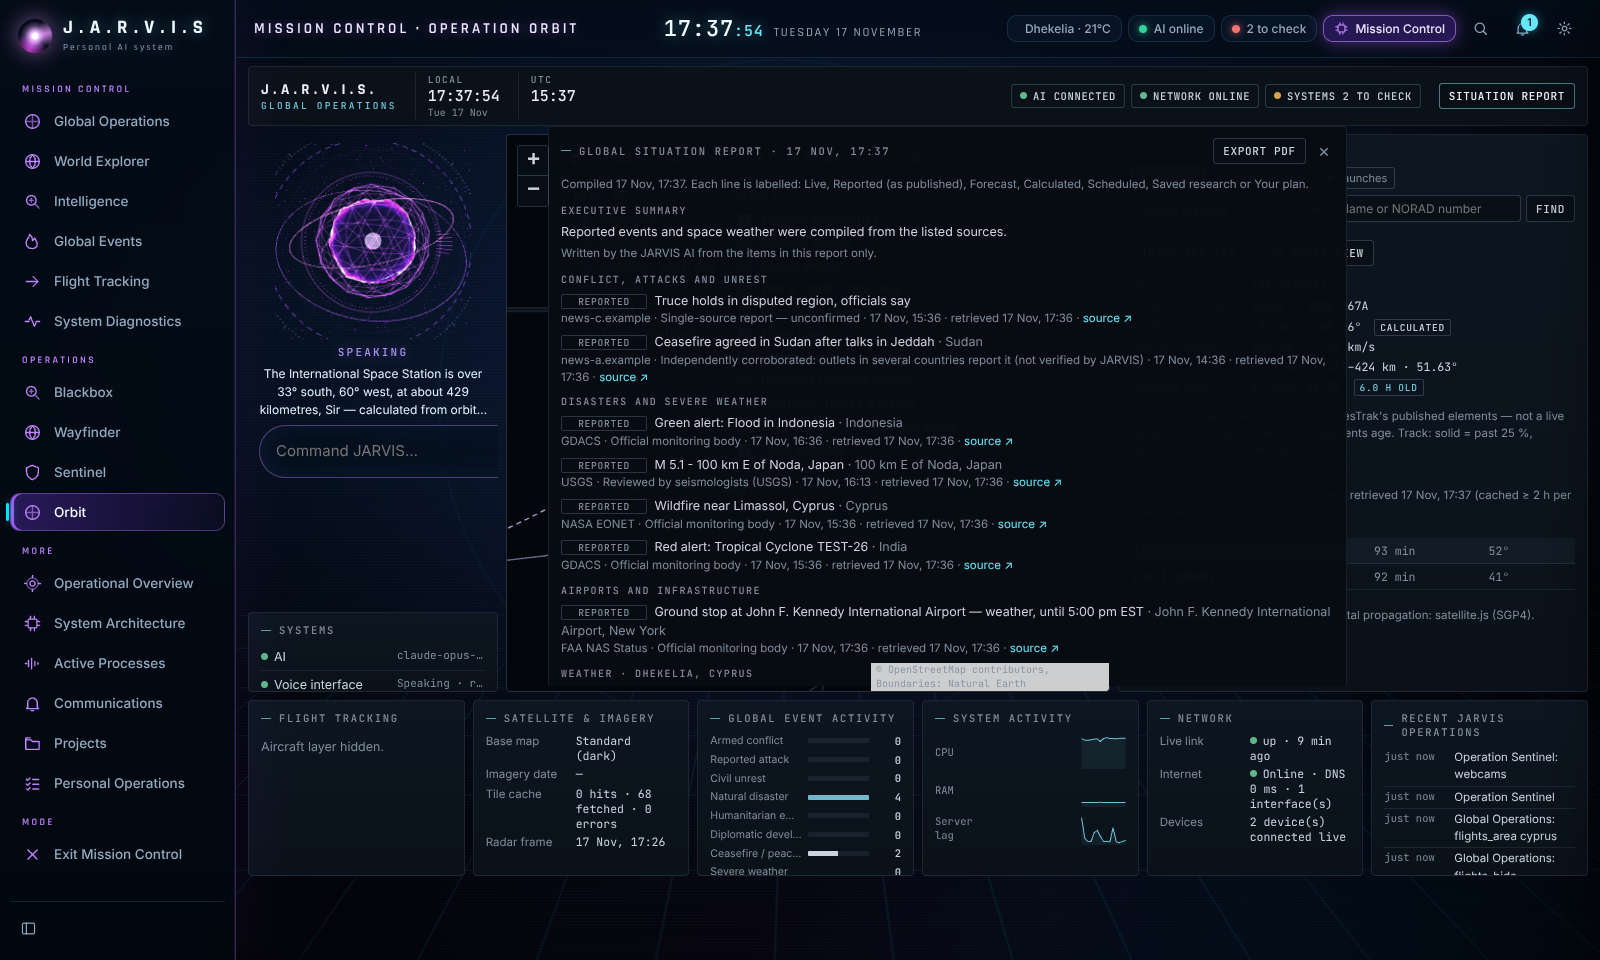 J.A.R.V.I.S
Personal AI system
MISSION CONTROL
Global Operations
World Explorer
Intelligence
Global Events
Flight Tracking
System Diagnostics
OPERATIONS
Blackbox
Wayfinder
Sentinel
Orbit
MORE
Operational Overview
System Architecture
Active Processes
Communications
Projects
Personal Operations
MODE
Exit Mission Control
MISSION CONTROL · OPERATION ORBIT
17:37:54 TUESDAY 17 NOVEMBER
Dhekelia · 21°C
AI online
2 to check
Mission Control
1
J.A.R.V.I.S.
GLOBAL OPERATIONS
LOCAL
17:37:54
Tue 17 Nov
UTC
15:37
AI CONNECTED
NETWORK ONLINE
SYSTEMS 2 TO CHECK
SITUATION REPORT
SPEAKING
The International Space Station is over
33° south, 60° west, at about 429
kilometres, Sir — calculated from orbit...
Command JARVIS...
SYSTEMS
AI claude-opus-…
Voice interface Speaking · r…
+
−
GLOBAL SITUATION REPORT · 17 NOV, 17:37
EXPORT PDF ×
Compiled 17 Nov, 17:37. Each line is labelled: Live, Reported (as published), Forecast, Calculated, Scheduled, Saved research or Your plan.
EXECUTIVE SUMMARY
Reported events and space weather were compiled from the listed sources.
Written by the JARVIS AI from the items in this report only.
CONFLICT, ATTACKS AND UNREST
REPORTED Truce holds in disputed region, officials say
news-c.example · Single-source report — unconfirmed · 17 Nov, 15:36 · retrieved 17 Nov, 17:36 · source ↗
REPORTED Ceasefire agreed in Sudan after talks in Jeddah · Sudan
news-a.example · Independently corroborated: outlets in several countries report it (not verified by JARVIS) · 17 Nov, 14:36 · retrieved 17 Nov,
17:36 · source ↗
DISASTERS AND SEVERE WEATHER
REPORTED Green alert: Flood in Indonesia · Indonesia
GDACS · Official monitoring body · 17 Nov, 16:36 · retrieved 17 Nov, 17:36 · source ↗
REPORTED M 5.1 - 100 km E of Noda, Japan · 100 km E of Noda, Japan
USGS · Reviewed by seismologists (USGS) · 17 Nov, 16:13 · retrieved 17 Nov, 17:36 · source ↗
REPORTED Wildfire near Limassol, Cyprus · Cyprus
NASA EONET · Official monitoring body · 17 Nov, 15:36 · retrieved 17 Nov, 17:36 · source ↗
REPORTED Red alert: Tropical Cyclone TEST-26 · India
GDACS · Official monitoring body · 17 Nov, 15:36 · retrieved 17 Nov, 17:36 · source ↗
AIRPORTS AND INFRASTRUCTURE
REPORTED Ground stop at John F. Kennedy International Airport — weather, until 5:00 pm EST · John F. Kennedy International
Airport, New York
FAA NAS Status · Official monitoring body · 17 Nov, 17:36 · retrieved 17 Nov, 17:36 · source ↗
WEATHER · DHEKELIA, CYPRUS
© OpenStreetMap contributors,
Boundaries: Natural Earth
aunches
Name or NORAD number
FIND
EW
67A
6° CALCULATED
km/s
–424 km · 51.63°
6.0 H OLD
esTrak's published elements — not a live
ents age. Track: solid = past 25 %,
retrieved 17 Nov, 17:37 (cached ≥ 2 h per
93 min 52°
92 min 41°
tal propagation: satellite.js (SGP4).
FLIGHT TRACKING
Aircraft layer hidden.
SATELLITE & IMAGERY
Base map Standard
(dark)
Imagery date —
Tile cache 0 hits · 68
fetched · 0
errors
Radar frame 17 Nov, 17:26
GLOBAL EVENT ACTIVITY
Armed conflict 0
Reported attack 0
Civil unrest 0
Natural disaster 4
Humanitarian e... 0
Diplomatic devel... 0
Ceasefire / peac... 2
Severe weather 0
SYSTEM ACTIVITY
CPU
RAM
Server
lag
NETWORK
Live link up · 9 min
ago
Internet Online · DNS
0 ms · 1
interface(s)
Devices 2 device(s)
connected live
RECENT JARVIS
OPERATIONS
just now Operation Sentinel:
webcams
just now Operation Sentinel
just now Global Operations:
flights_area cyprus
just now Global Operations: